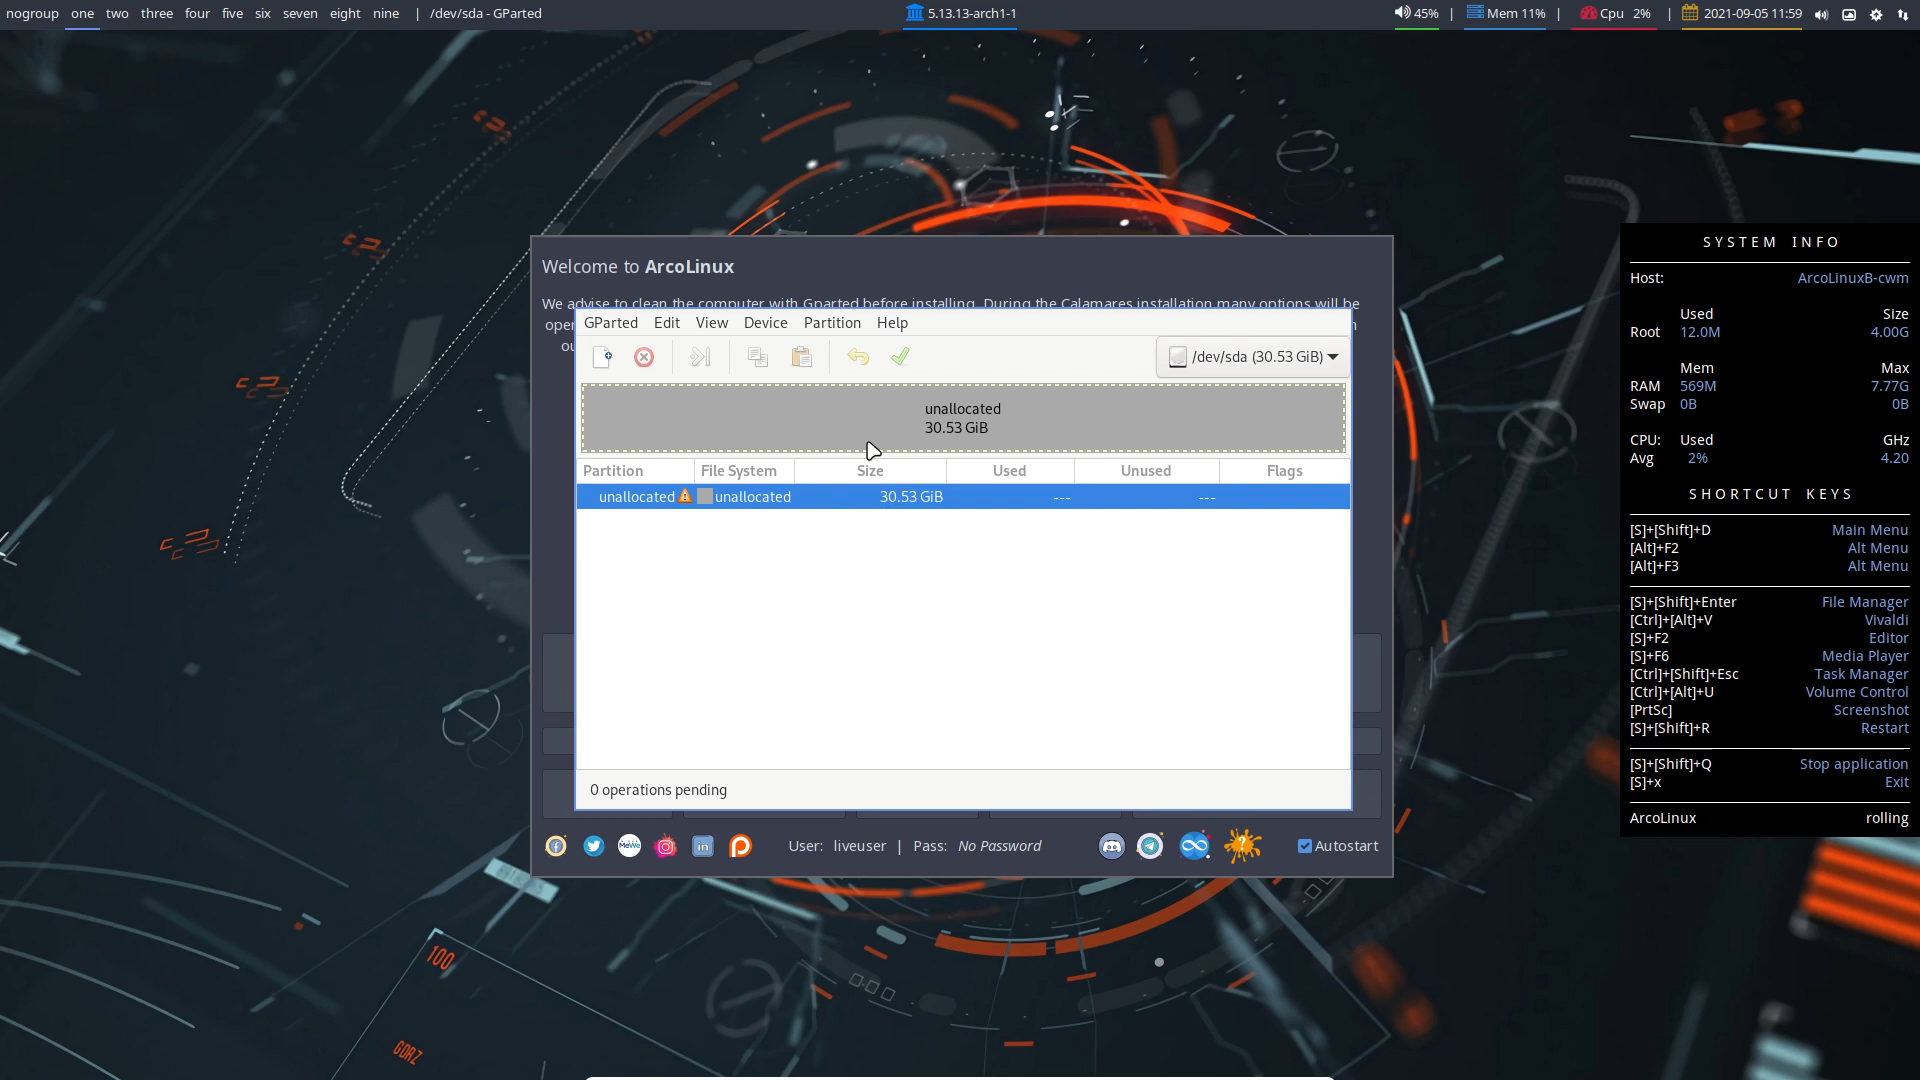 nogroup one two three four five six seven eight nine | /dev/sda - GParted
5.13.13-arch1-1
45% | Mem 11% | Cpu 2% | 2021-09-05 11:59
Welcome to ArcoLinux
We advise to clean the computer with Gparted before installing. During the Calamares installation many options will be
GParted Edit View Device Partition Help
/dev/sda (30.53 GiB)
unallocated
30.53 GiB
Partition File System Size Used Unused Flags
unallocated unallocated 30.53 GiB --- ---
0 operations pending
MeWe
in
User: liveuser | Pass: No Password
?
Autostart
SYSTEM INFO
Host: ArcoLinuxB-cwm
Used Size
Root 12.0M 4.00G
Mem Max
RAM 569M 7.77G
Swap 0B 0B
CPU: Used GHz
Avg 2% 4.20
SHORTCUT KEYS
[S]+[Shift]+D Main Menu
[Alt]+F2 Alt Menu
[Alt]+F3 Alt Menu
[S]+[Shift]+Enter File Manager
[Ctrl]+[Alt]+V Vivaldi
[S]+F2 Editor
[S]+F6 Media Player
[Ctrl]+[Shift]+Esc Task Manager
[Ctrl]+[Alt]+U Volume Control
[PrtSc] Screenshot
[S]+[Shift]+R Restart
[S]+[Shift]+Q Stop application
[S]+x Exit
ArcoLinux rolling
100